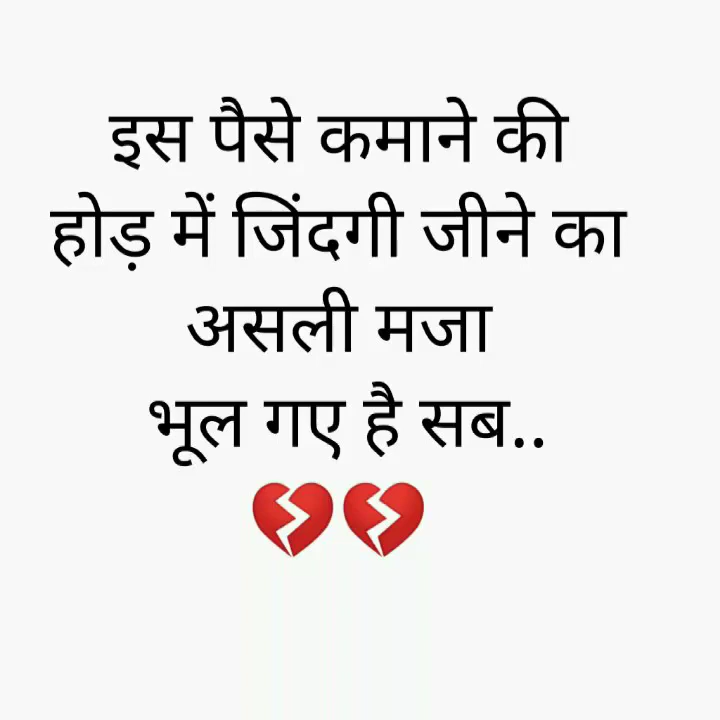 इस पैसे कमाने की
होड़ में जिंदगी जीने का
असली मजा
भूल गए है सब..
💔💔